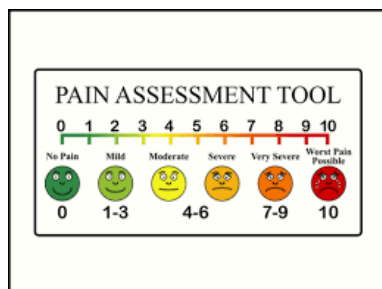 PAIN ASSESSMENT TOOL
0 1 2 3 4 5 6 7 8 9 10
No Pain Mild Moderate Severe Very Severe Worst Pain
Possible
0 1-3 4-6 7-9 10